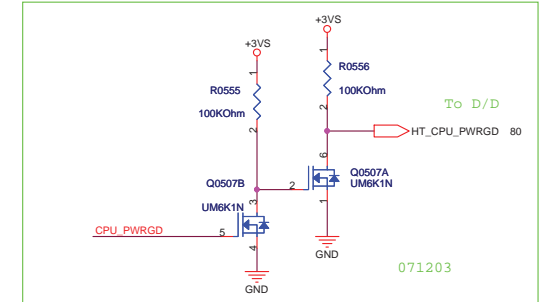 +3VS
+3VS
1
1
R0555
R0556
100KOhm
100KOhm
2
2
To D/D
HT_CPU_PWRGD 80
6
Q0507B
2
Q0507A
UM6K1N
UM6K1N
3
1
CPU_PWRGD
5
4
GND
GND
071203